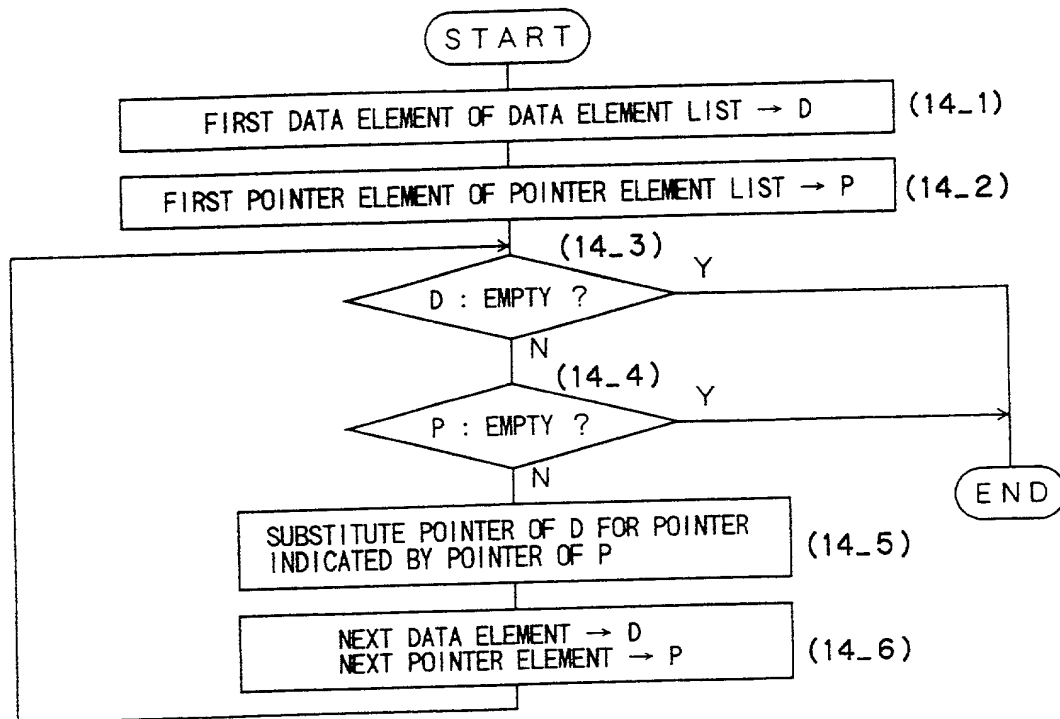 START
FIRST DATA ELEMENT OF DATA ELEMENT LIST → D
(14_1)
FIRST POINTER ELEMENT OF POINTER ELEMENT LIST → P
(14_2)
(14_3)
D : EMPTY ?
Y
N
(14_4)
P : EMPTY ?
Y
N
END
SUBSTITUTE POINTER OF D FOR POINTER
INDICATED BY POINTER OF P
(14_5)
NEXT DATA ELEMENT → D
NEXT POINTER ELEMENT → P
(14_6)